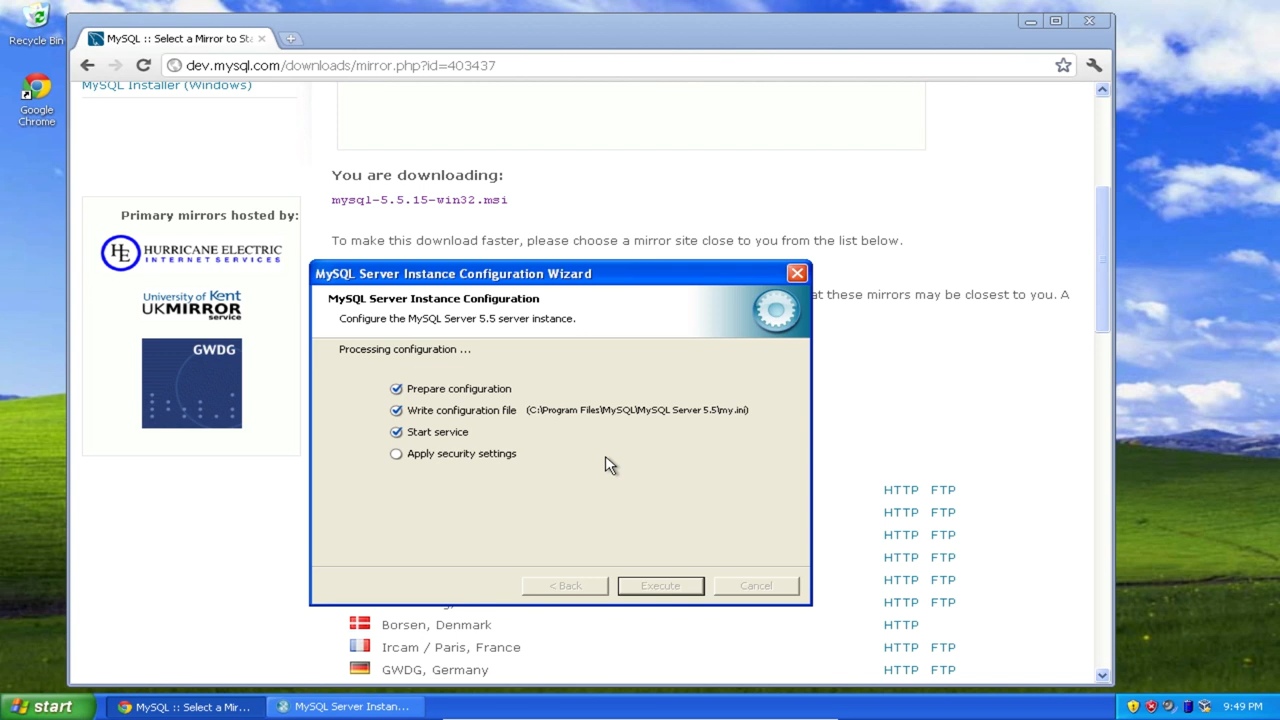 Recycle Bin
Google
Chrome
MySQL :: Select a Mirror to Sta
dev.mysql.com/downloads/mirror.php?id=403437
MySQL Installer (Windows)
Primary mirrors hosted by:
HE
HURRICANE ELECTRIC
INTERNET SERVICES
University of Kent
UKMIRROR
service
GWDG
You are downloading:
mysql-5.5.15-win32.msi
To make this download faster, please choose a mirror site close to you from the list below.
at these mirrors may be closest to you. A
MySQL Server Instance Configuration Wizard
MySQL Server Instance Configuration
Configure the MySQL Server 5.5 server instance.
Processing configuration ...
Prepare configuration
Write configuration file (C:\Program Files\MySQL\MySQL Server 5.5\my.ini)
Start service
Apply security settings
< Back Execute Cancel
HTTP FTP
HTTP FTP
HTTP FTP
HTTP FTP
HTTP FTP
HTTP FTP
Borsen, Denmark HTTP
Ircam / Paris, France HTTP FTP
GWDG, Germany HTTP FTP
start
MySQL :: Select a Mir...
MySQL Server Instan...
9:49 PM